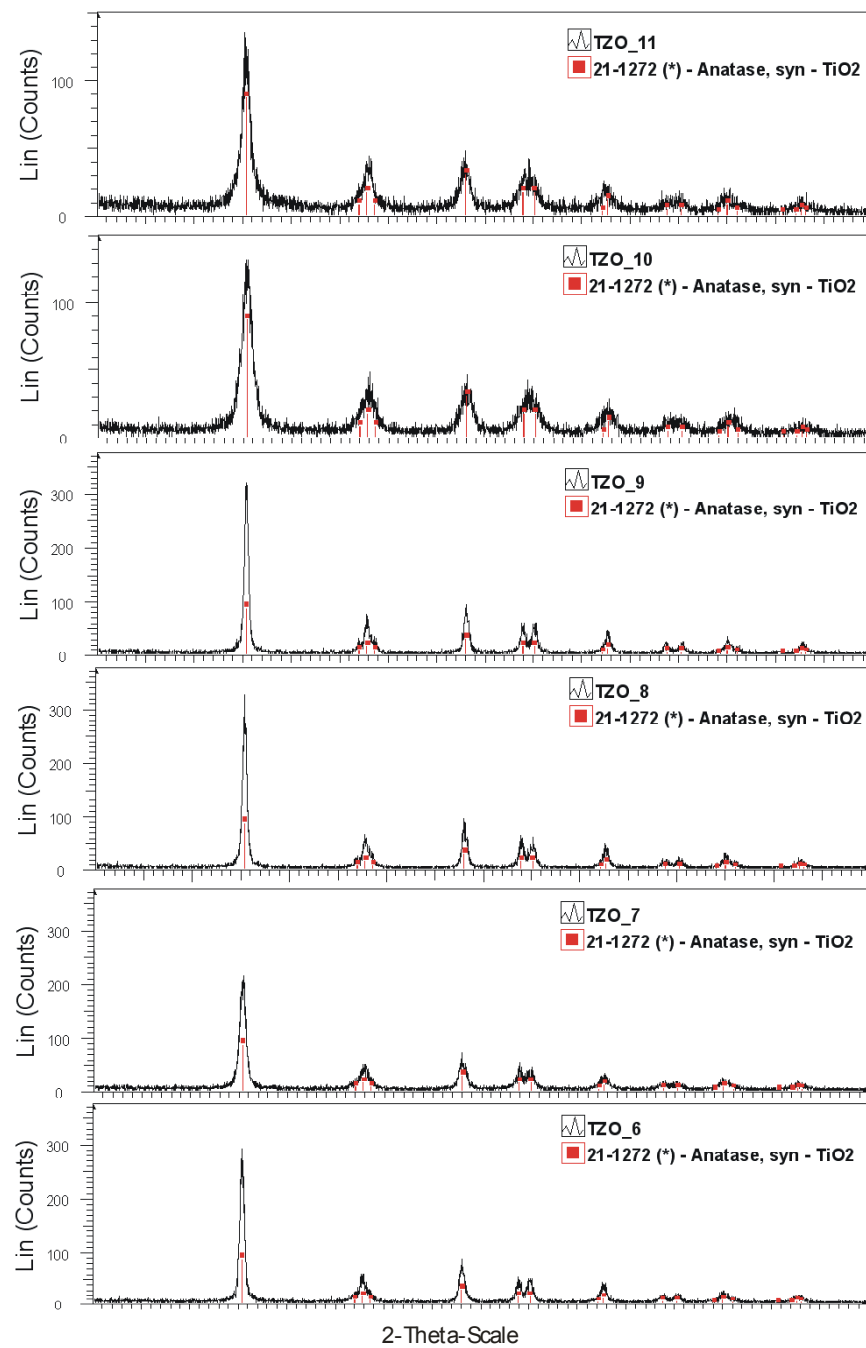 TZO_11
21-1272 (*) - Anatase, syn - TiO2
Lin (Counts)
100
0
TZO_10
21-1272 (*) - Anatase, syn - TiO2
Lin (Counts)
100
0
TZO_9
21-1272 (*) - Anatase, syn - TiO2
Lin (Counts)
300
200
100
0
TZO_8
21-1272 (*) - Anatase, syn - TiO2
Lin (Counts)
300
200
100
0
TZO_7
21-1272 (*) - Anatase, syn - TiO2
Lin (Counts)
300
200
100
0
TZO_6
21-1272 (*) - Anatase, syn - TiO2
Lin (Counts)
300
200
100
0
2-Theta-Scale